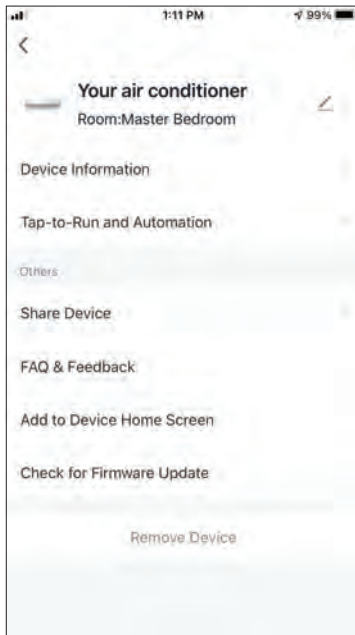 1:11 PM
99%
Your air conditioner
Room:Master Bedroom
Device Information
Tap-to-Run and Automation
Others
Share Device
FAQ & Feedback
Add to Device Home Screen
Check for Firmware Update
Remove Device